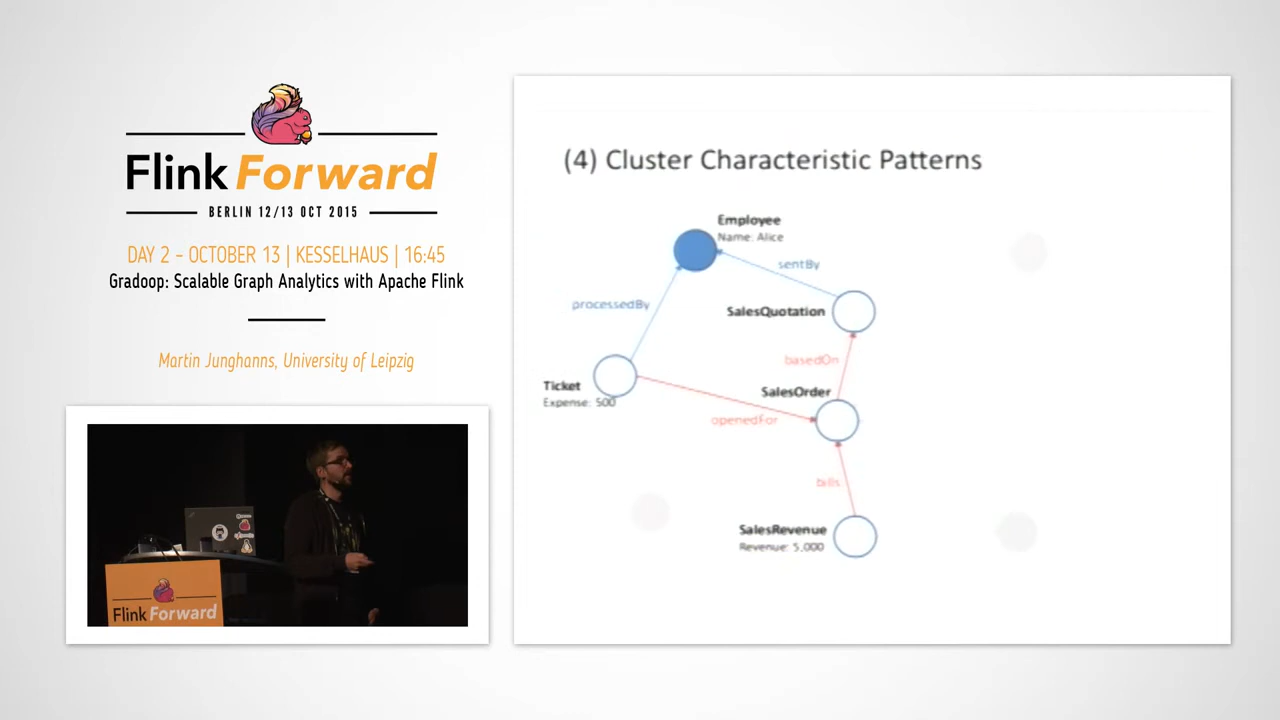 Flink Forward
BERLIN 12/13 OCT 2015
DAY 2 - OCTOBER 13 | KESSELHAUS | 16:45
Gradoop: Scalable Graph Analytics with Apache Flink
Martin Junghanns, University of Leipzig
Flink Forward
(4) Cluster Characteristic Patterns
Employee
Name: Alice
sentBy
processedBy
SalesQuotation
basedOn
Ticket
Expense: 500
SalesOrder
openedFor
bills
SalesRevenue
Revenue: 5,000